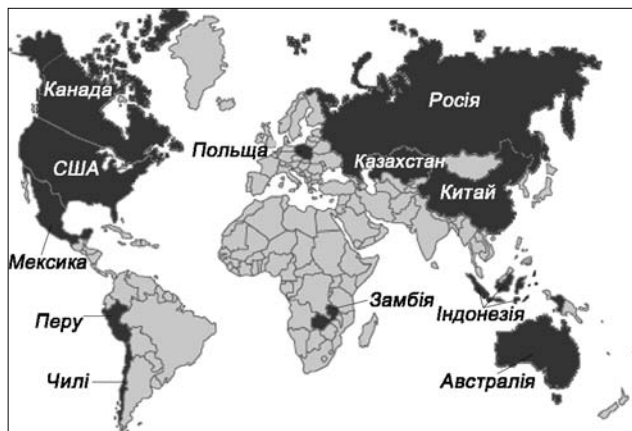 Канада
Росія
Польща
США
Казахстан
Китай
Мексика
Замбія
Перу
Індонезія
Чилі
Австралія